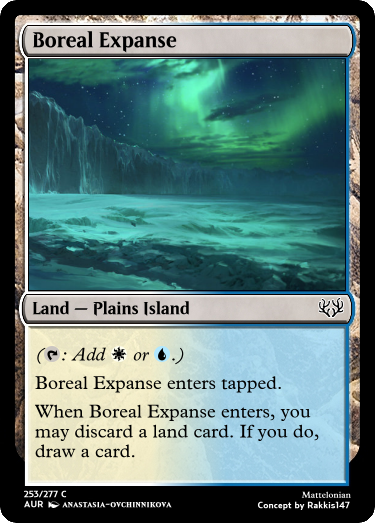 Boreal Expanse
Land — Plains Island
(: Add or .)
Boreal Expanse enters tapped.
When Boreal Expanse enters, you
may discard a land card. If you do,
draw a card.
253/277 C
Mattelonian
AUR ANASTASIA-OVCHINNIKOVA
Concept by Rakkis147